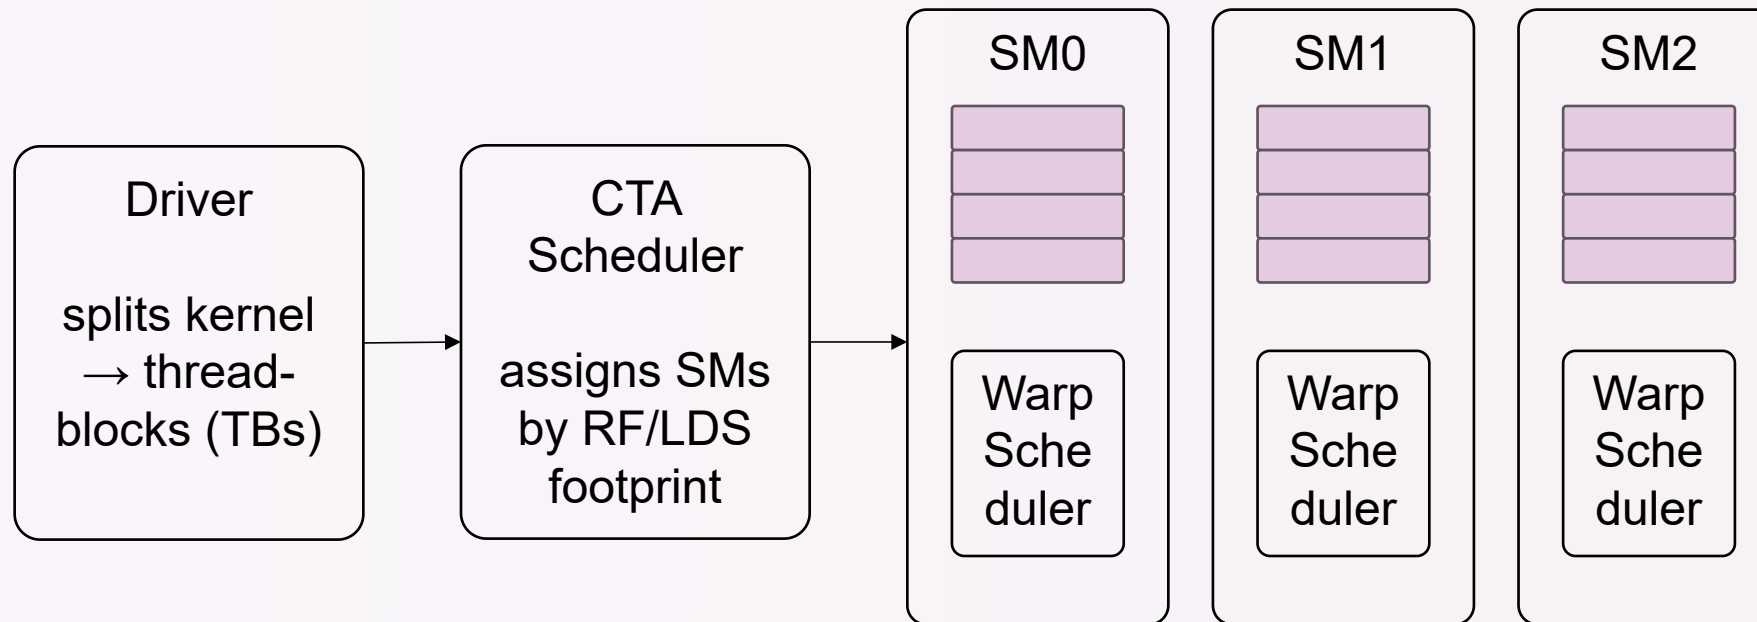 Driver
splits kernel
→ thread-
blocks (TBs)
CTA
Scheduler
assigns SMs
by RF/LDS
footprint
SM0
Warp
Sche
duler
SM1
Warp
Sche
duler
SM2
Warp
Sche
duler